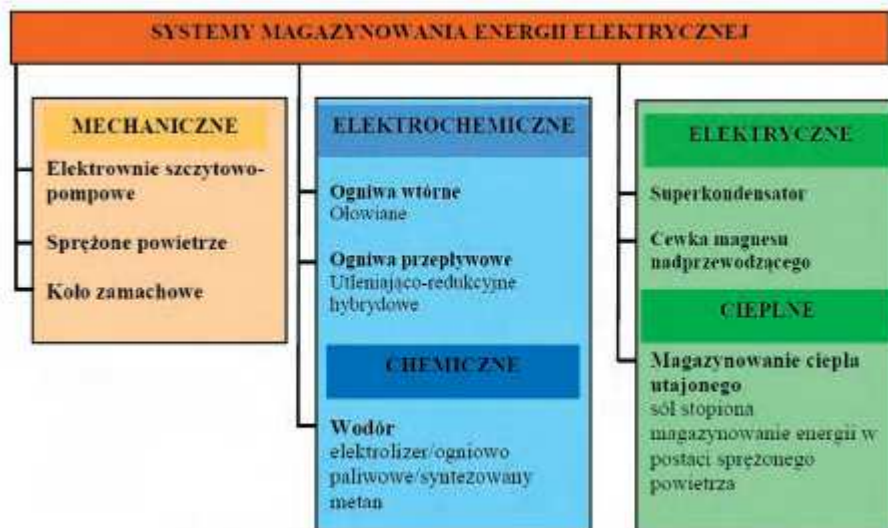 SYSTEMY MAGAZYNOWANIA ENERGII ELEKTRYCZNEJ
MECHANICZNE
Elektrownie szczytowo-
pompowe
Sprężone powietrze
Koło zamachowe
ELEKTROCHEMICZNE
Ogniwa wtórne
Ołowiane
Ogniwa przepływowe
Utleniająco-redukcyjne
hybrydowe
CHEMICZNE
Wodór
elektrolizer/ogniowo
paliwowe/syntezowany
metan
ELEKTRYCZNE
Superkondensator
Cewka magnesu
nadprzewodzącego
CIEPLNE
Magazynowanie ciepła
utajonego
sól stopiona
magazynowanie energii w
postaci sprężonego
powietrza